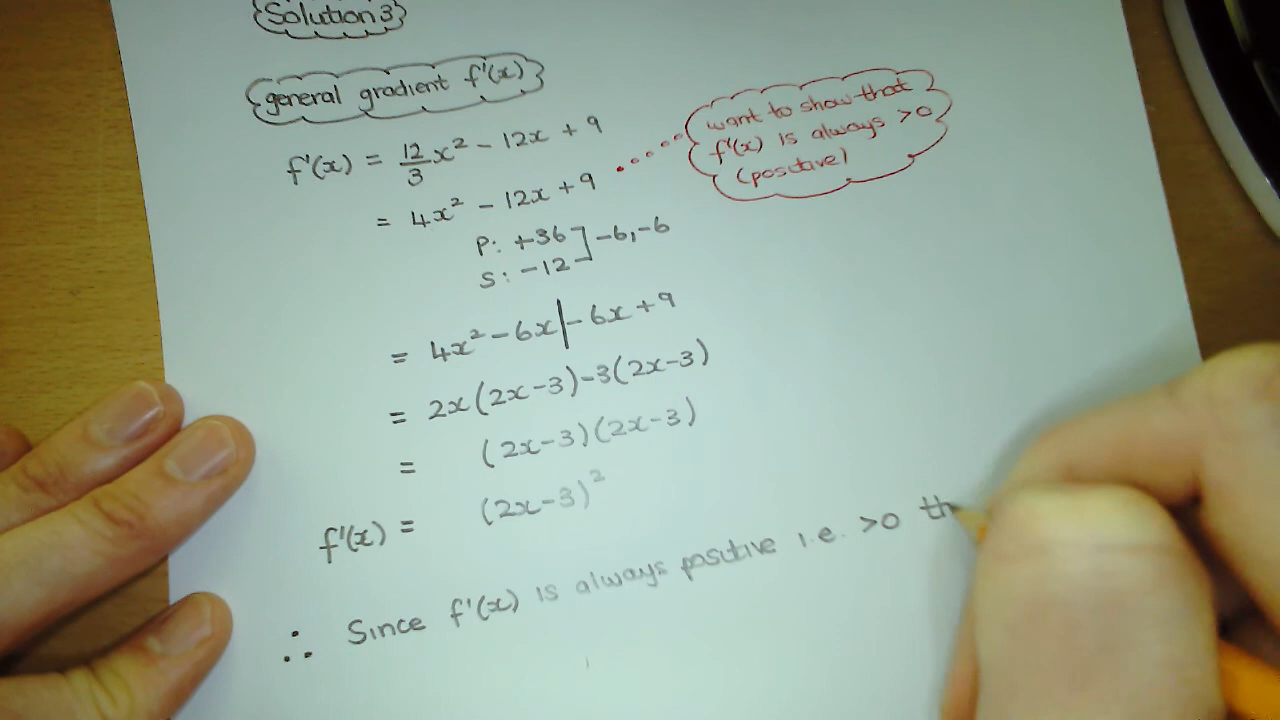 Solution 3
general gradient f'(x)
f'(x) = 12/3 x² - 12x + 9
want to show that
f'(x) is always >0
(positive)
= 4x² - 12x + 9
P: +36 ] -6,-6
S: -12
= 4x² - 6x | - 6x + 9
= 2x(2x-3)-3(2x-3)
= (2x-3)(2x-3)
f'(x) = (2x-3)²
∴ Since f'(x) is always positive i.e. >0 th